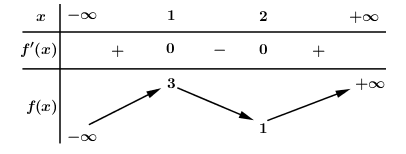 x −∞ 1 2 +∞
f′(x) + 0 − 0 +
3 +∞
f(x)
1
−∞